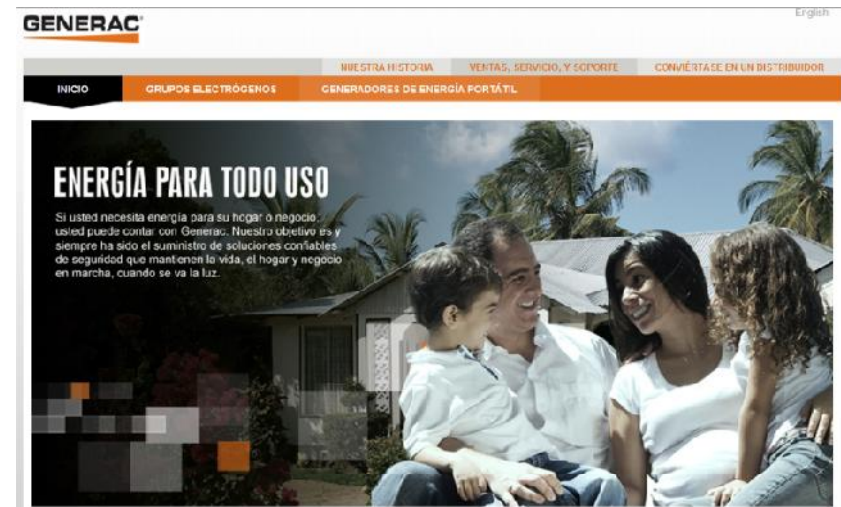 English
GENERAC
NUESTRA HISTORIA VENTAS, SERVICIO, Y SOPORTE CONVIÉRTASE EN UN DISTRIBUIDOR
INICIO GRUPOS ELECTRÓGENOS GENERADORES DE ENERGÍA PORTÁTIL
ENERGÍA PARA TODO USO
Si usted necesita energía para su hogar o negocio,
usted puede contar con Generac. Nuestro objetivo es y
siempre ha sido el suministro de soluciones confiables
de seguridad que mantienen la vida, el hogar y negocio
en marcha, cuando se va la luz.